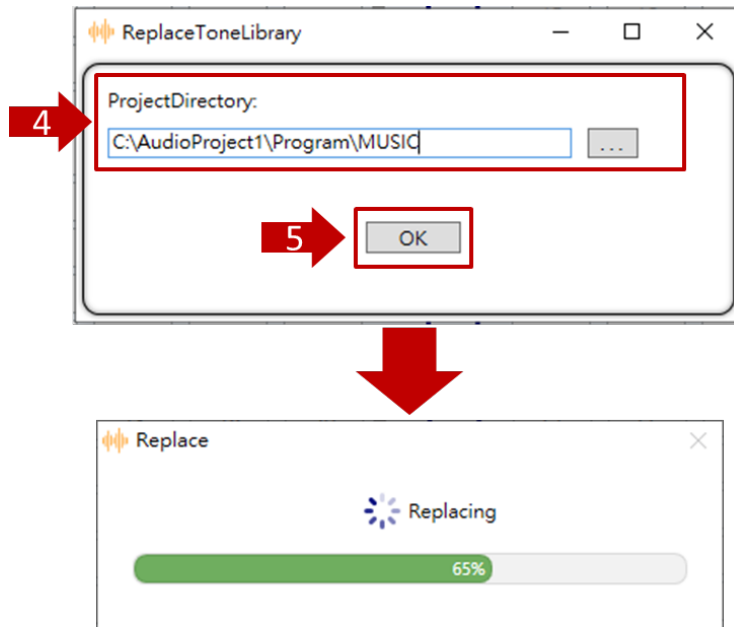 ReplaceToneLibrary
ProjectDirectory:
4
C:\AudioProject1\Program\MUSIC
...
5
OK
Replace
Replacing
65%